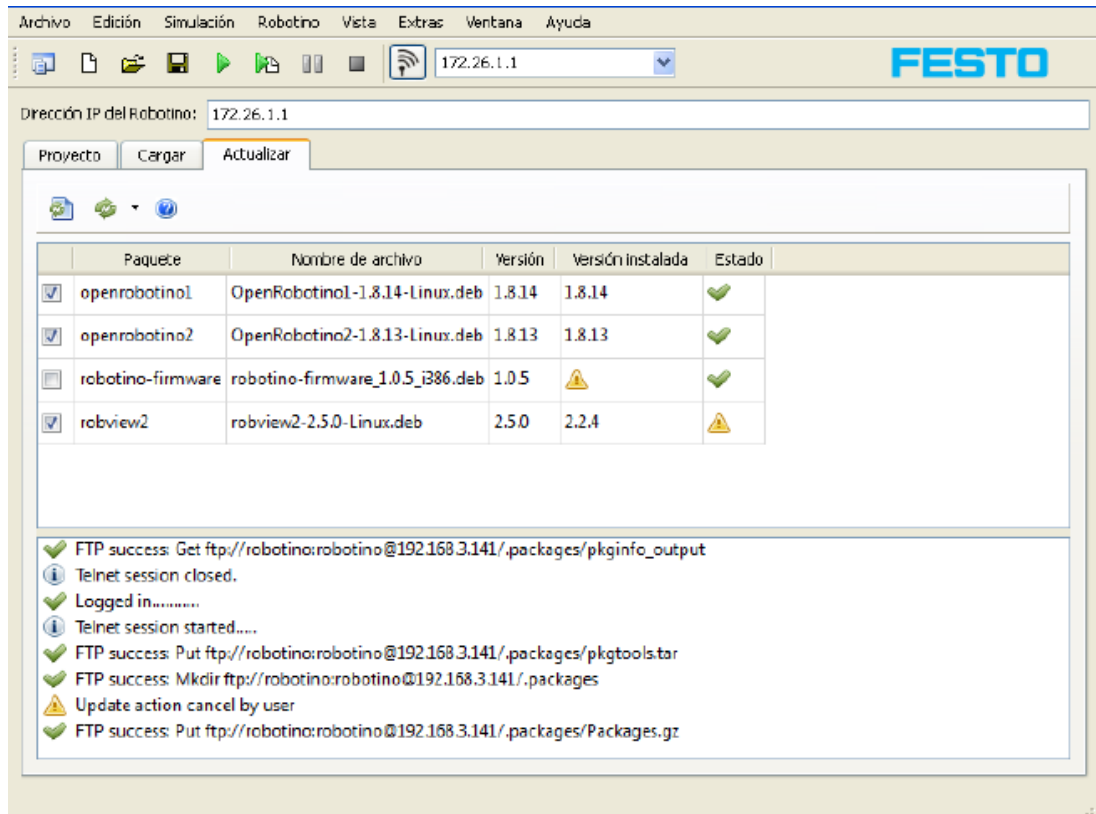 Archivo Edición Simulación Robotino Vista Extras Ventana Ayuda
172.26.1.1
FESTO
Dirección IP del Robotino: 172.26.1.1
Proyecto Cargar Actualizar
Paquete Nombre de archivo Versión Versión instalada Estado
openrobotino1 OpenRobotino1-1.8.14-Linux.deb 1.8.14 1.8.14
openrobotino2 OpenRobotino2-1.8.13-Linux.deb 1.8.13 1.8.13
robotino-firmware robotino-firmware_1.0.5_i386.deb 1.0.5
robview2 robview2-2.5.0-Linux.deb 2.5.0 2.2.4
FTP success: Get ftp://robotino:robotino@192.168.3.141/.packages/pkginfo_output
Telnet session closed.
Logged in..........
Telnet session started.....
FTP success: Put ftp://robotino:robotino@192.168.3.141/.packages/pkgtools.tar
FTP success: Mkdir ftp://robotino:robotino@192.168.3.141/.packages
Update action cancel by user
FTP success: Put ftp://robotino:robotino@192.168.3.141/.packages/Packages.gz